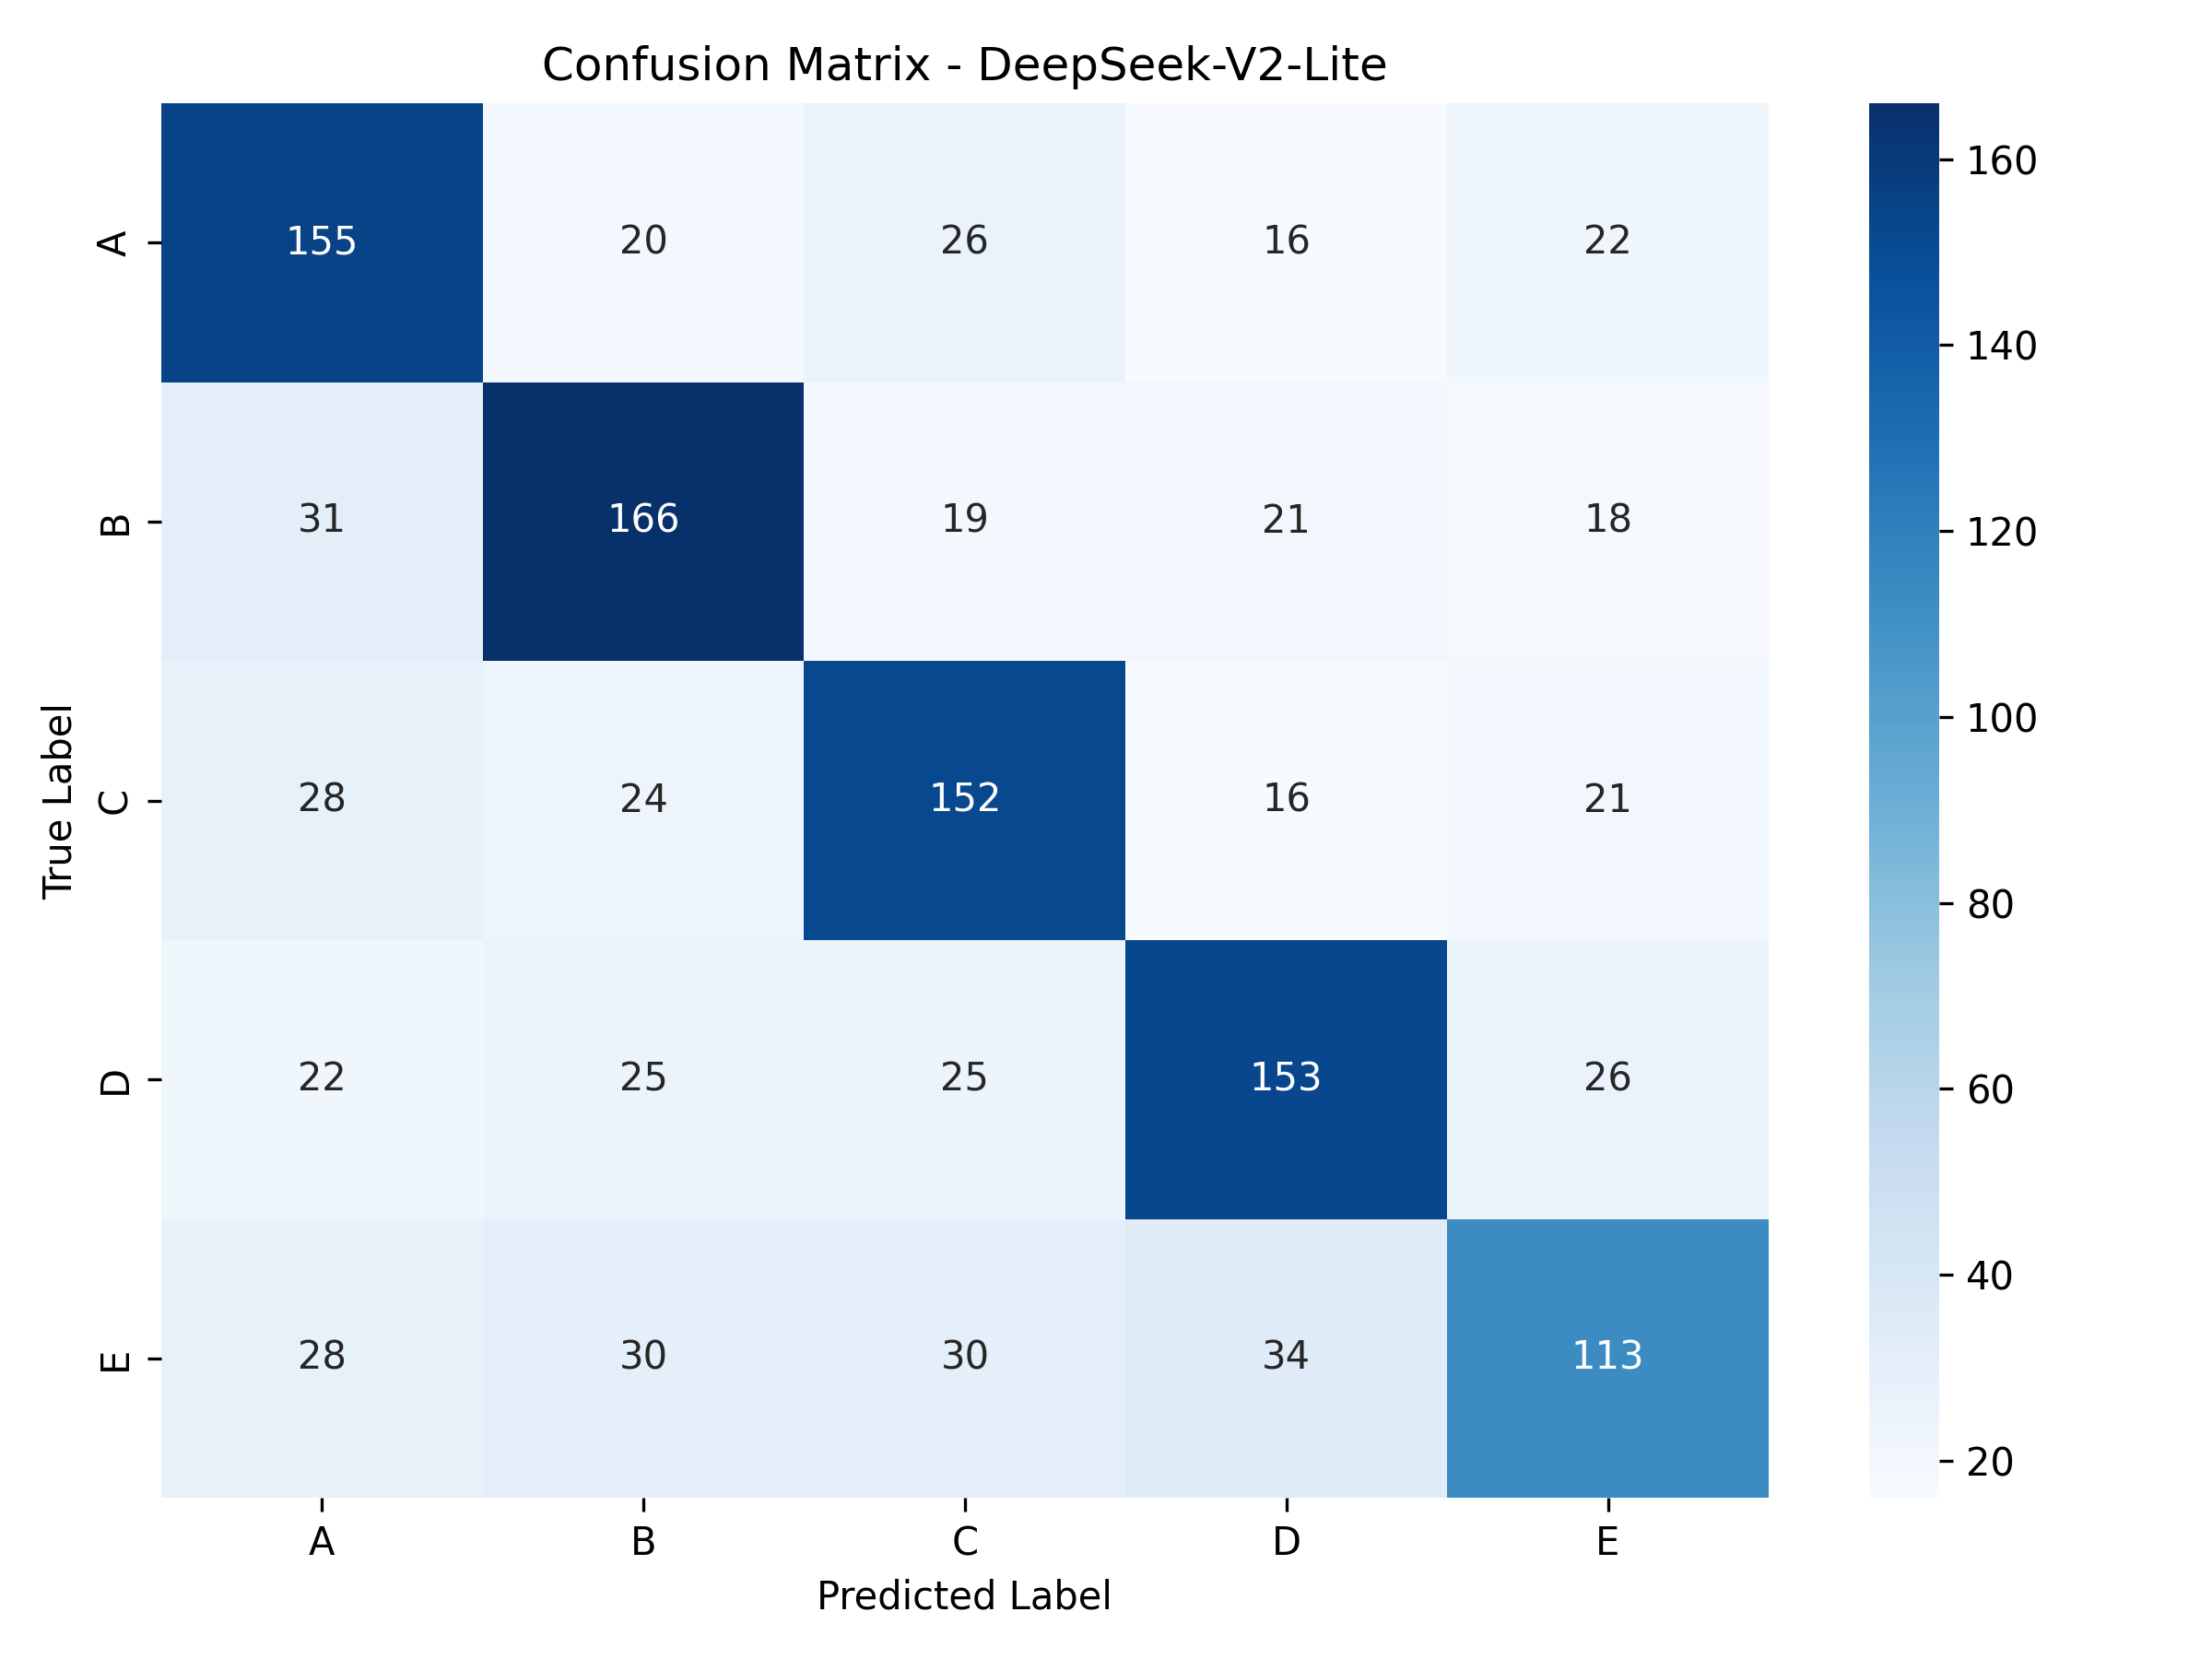 Confusion Matrix - DeepSeek-V2-Lite
A 155 20 26 16 22
B 31 166 19 21 18
C 28 24 152 16 21
D 22 25 25 153 26
E 28 30 30 34 113
A B C D E
True Label
Predicted Label
160
140
120
100
80
60
40
20